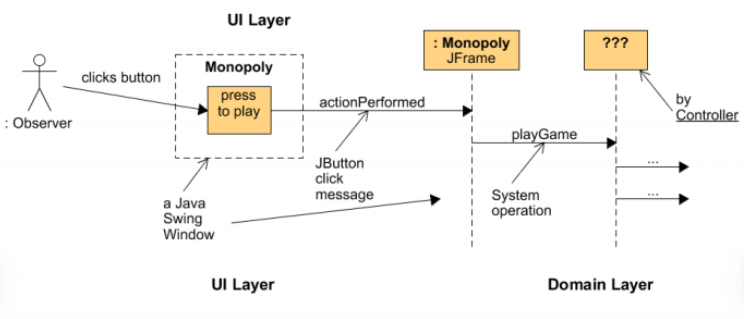 UI Layer
: Monopoly
JFrame
???
Monopoly
clicks button
press
to play
actionPerformed
by
Controller
: Observer
playGame
JButton
click
message
...
...
a Java
Swing
Window
System
operation
UI Layer
Domain Layer